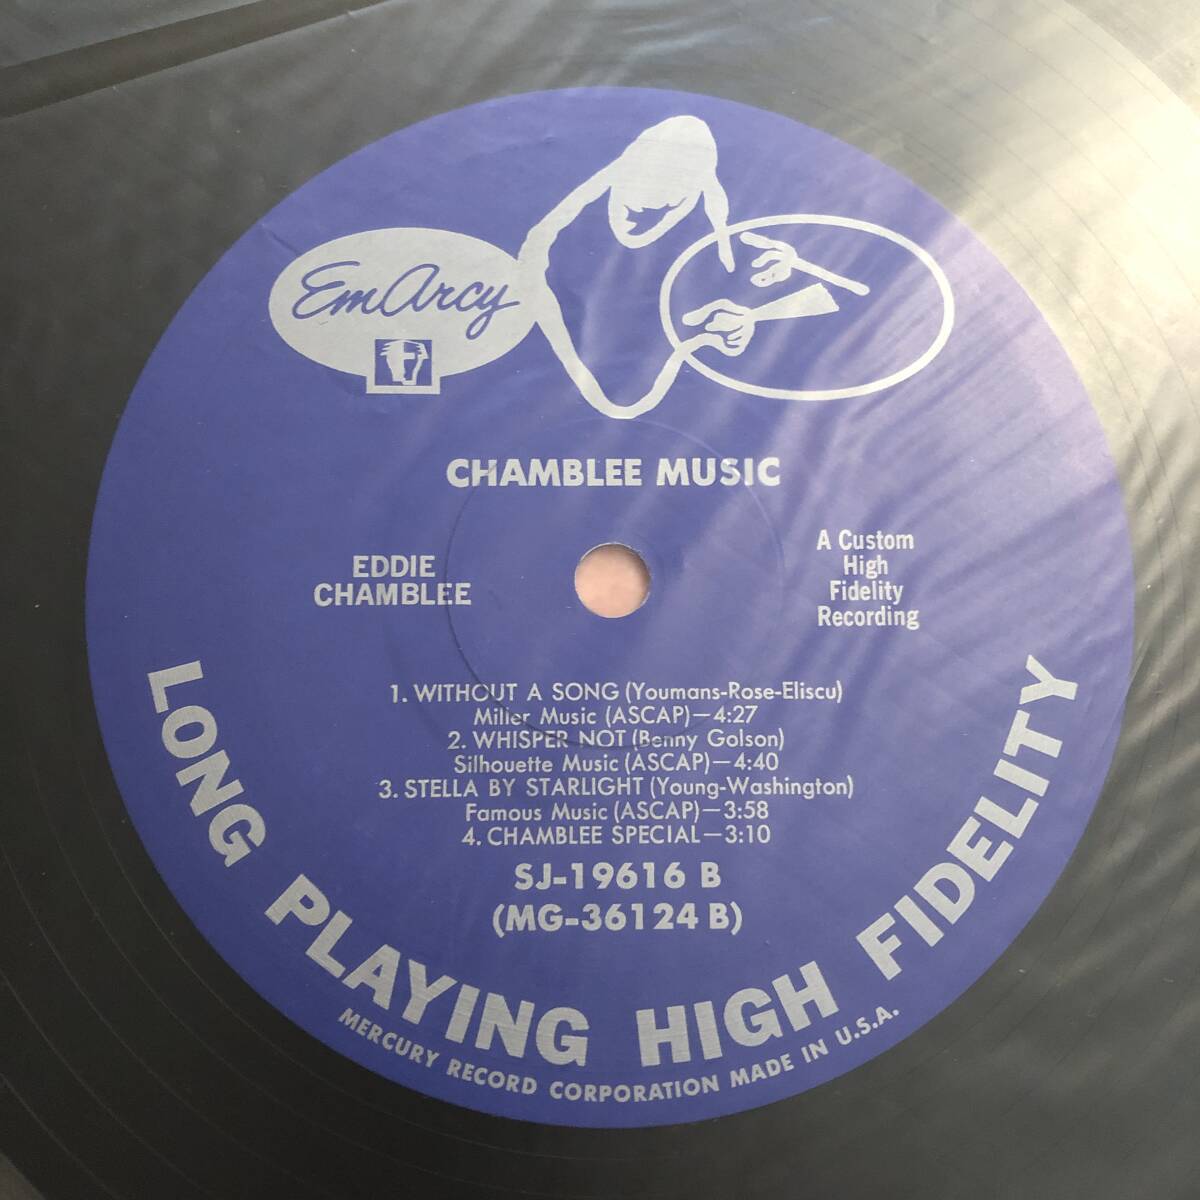 EmArcy
CHAMBLEE MUSIC
EDDIE
CHAMBLEE
A Custom
High
Fidelity
Recording
1. WITHOUT A SONG (Youmans-Rose-Eliscu)
Miller Music (ASCAP)—4:27
2. WHISPER NOT (Benny Golson)
Silhouette Music (ASCAP)—4:40
3. STELLA BY STARLIGHT (Young-Washington)
Famous Music (ASCAP)—3:58
4. CHAMBLEE SPECIAL—3:10
SJ-19616 B
(MG-36124 B)
LONG PLAYING HIGH FIDELITY
MERCURY RECORD CORPORATION MADE IN U.S.A.